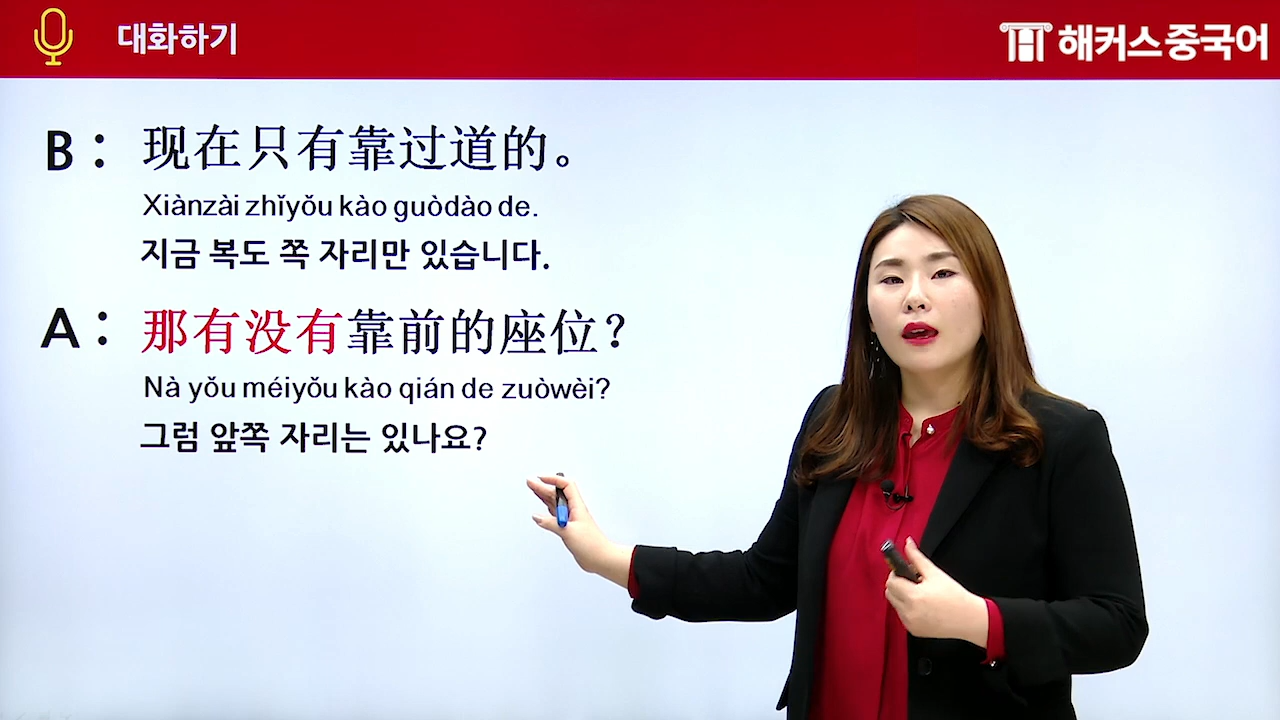 대화하기
해커스중국어
B : 现在只有靠过道的。
Xiànzài zhǐyǒu kào guòdào de.
지금 복도 쪽 자리만 있습니다.
A : 那有没有靠前的座位？
Nà yǒu méiyǒu kào qián de zuòwèi?
그럼 앞쪽 자리는 있나요?